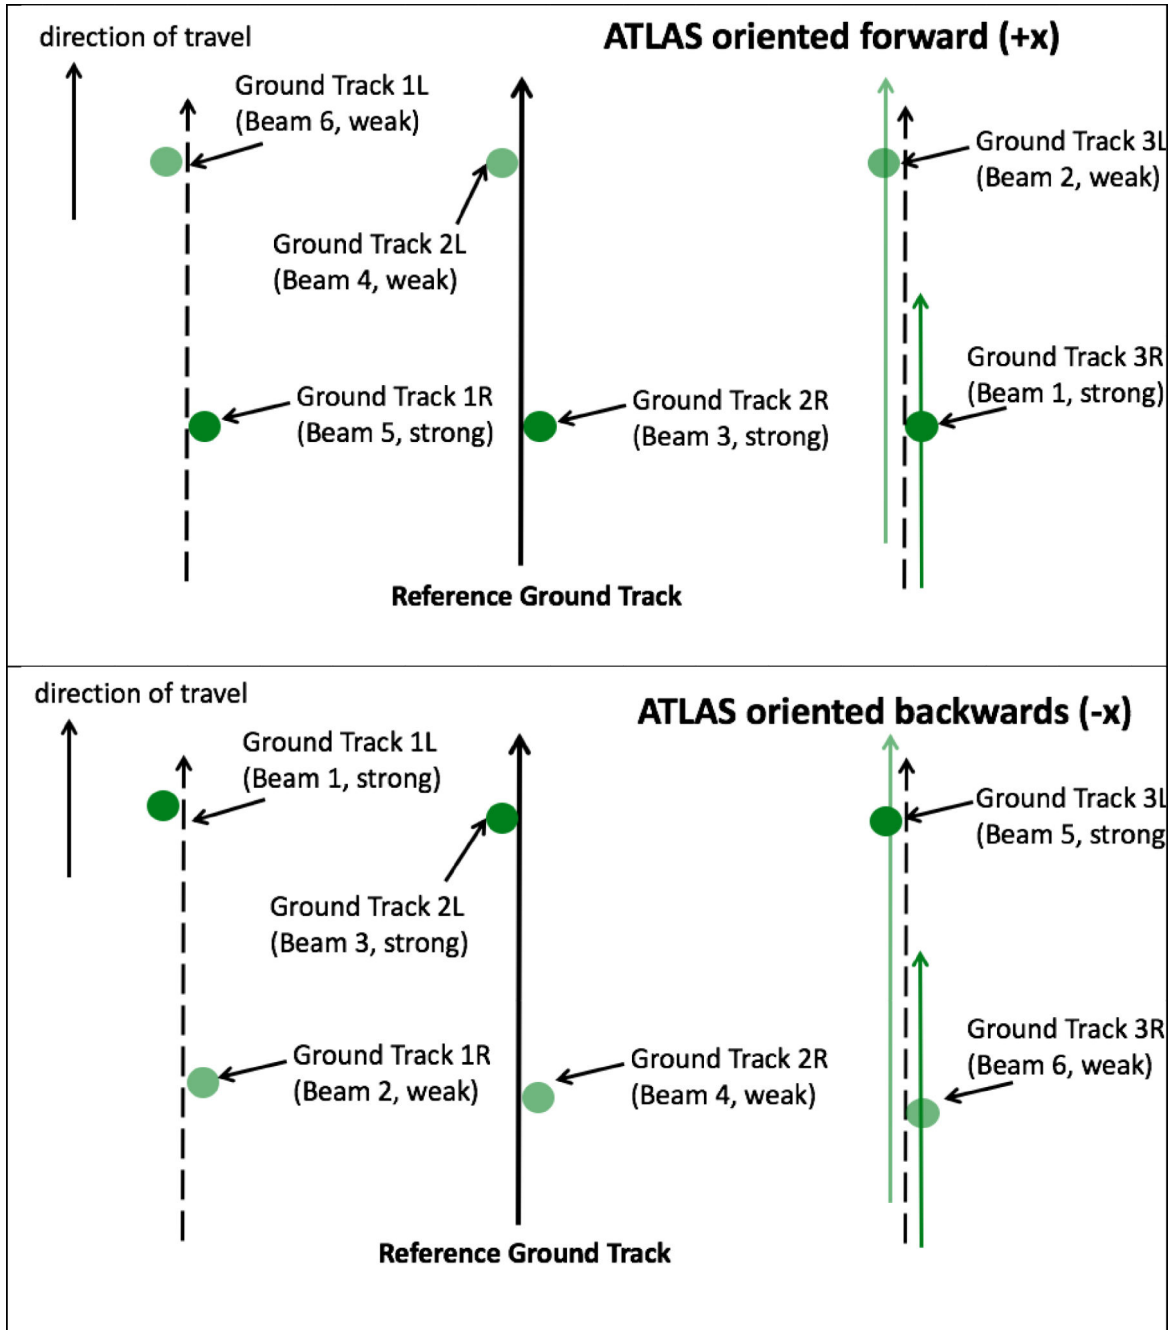 direction of travel
ATLAS oriented forward (+x)
Ground Track 1L
(Beam 6, weak)
Ground Track 3L
(Beam 2, weak)
Ground Track 2L
(Beam 4, weak)
Ground Track 3R
(Beam 1, strong)
Ground Track 1R
(Beam 5, strong)
Ground Track 2R
(Beam 3, strong)
Reference Ground Track
direction of travel
ATLAS oriented backwards (-x)
Ground Track 1L
(Beam 1, strong)
Ground Track 3L
(Beam 5, strong
Ground Track 2L
(Beam 3, strong)
Ground Track 1R
(Beam 2, weak)
Ground Track 2R
(Beam 4, weak)
Ground Track 3R
(Beam 6, weak)
Reference Ground Track